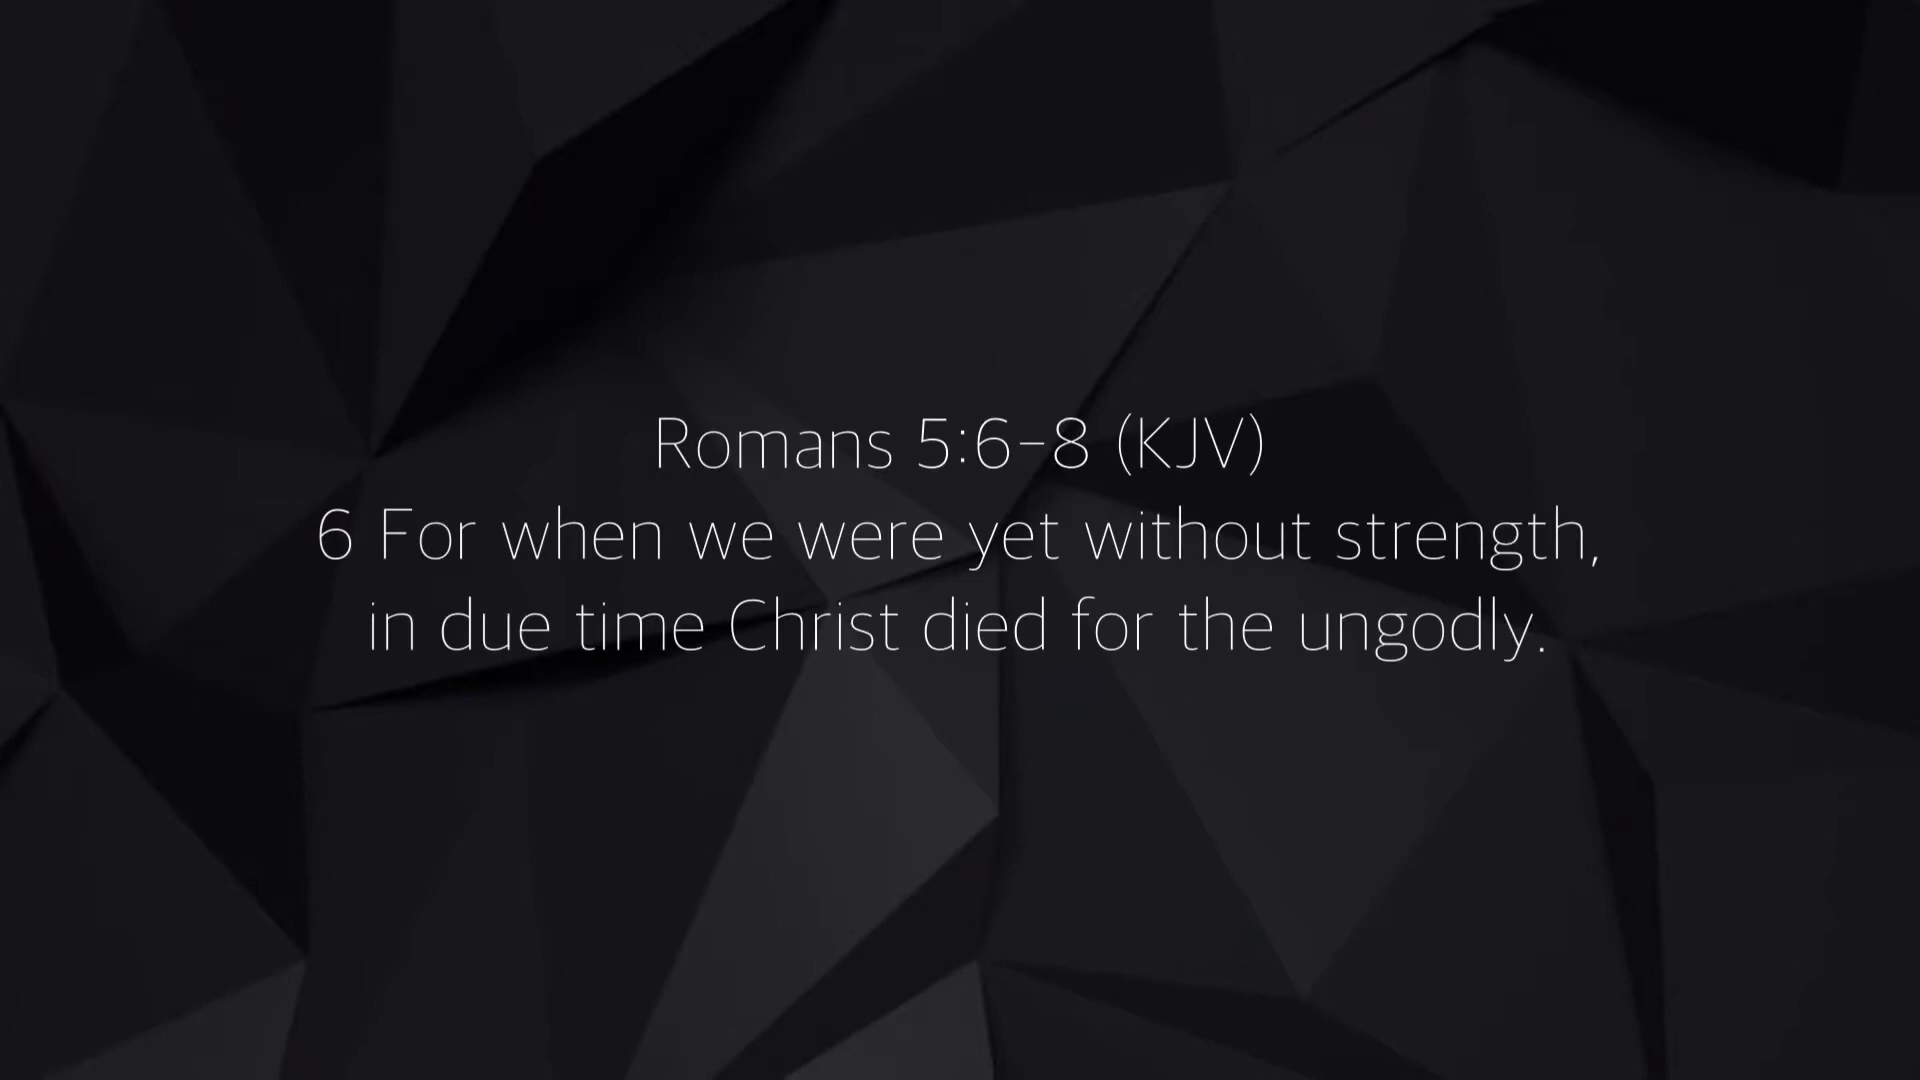 Romans 5:6-8 (KJV)
6 For when we were yet without strength,
in due time Christ died for the ungodly.